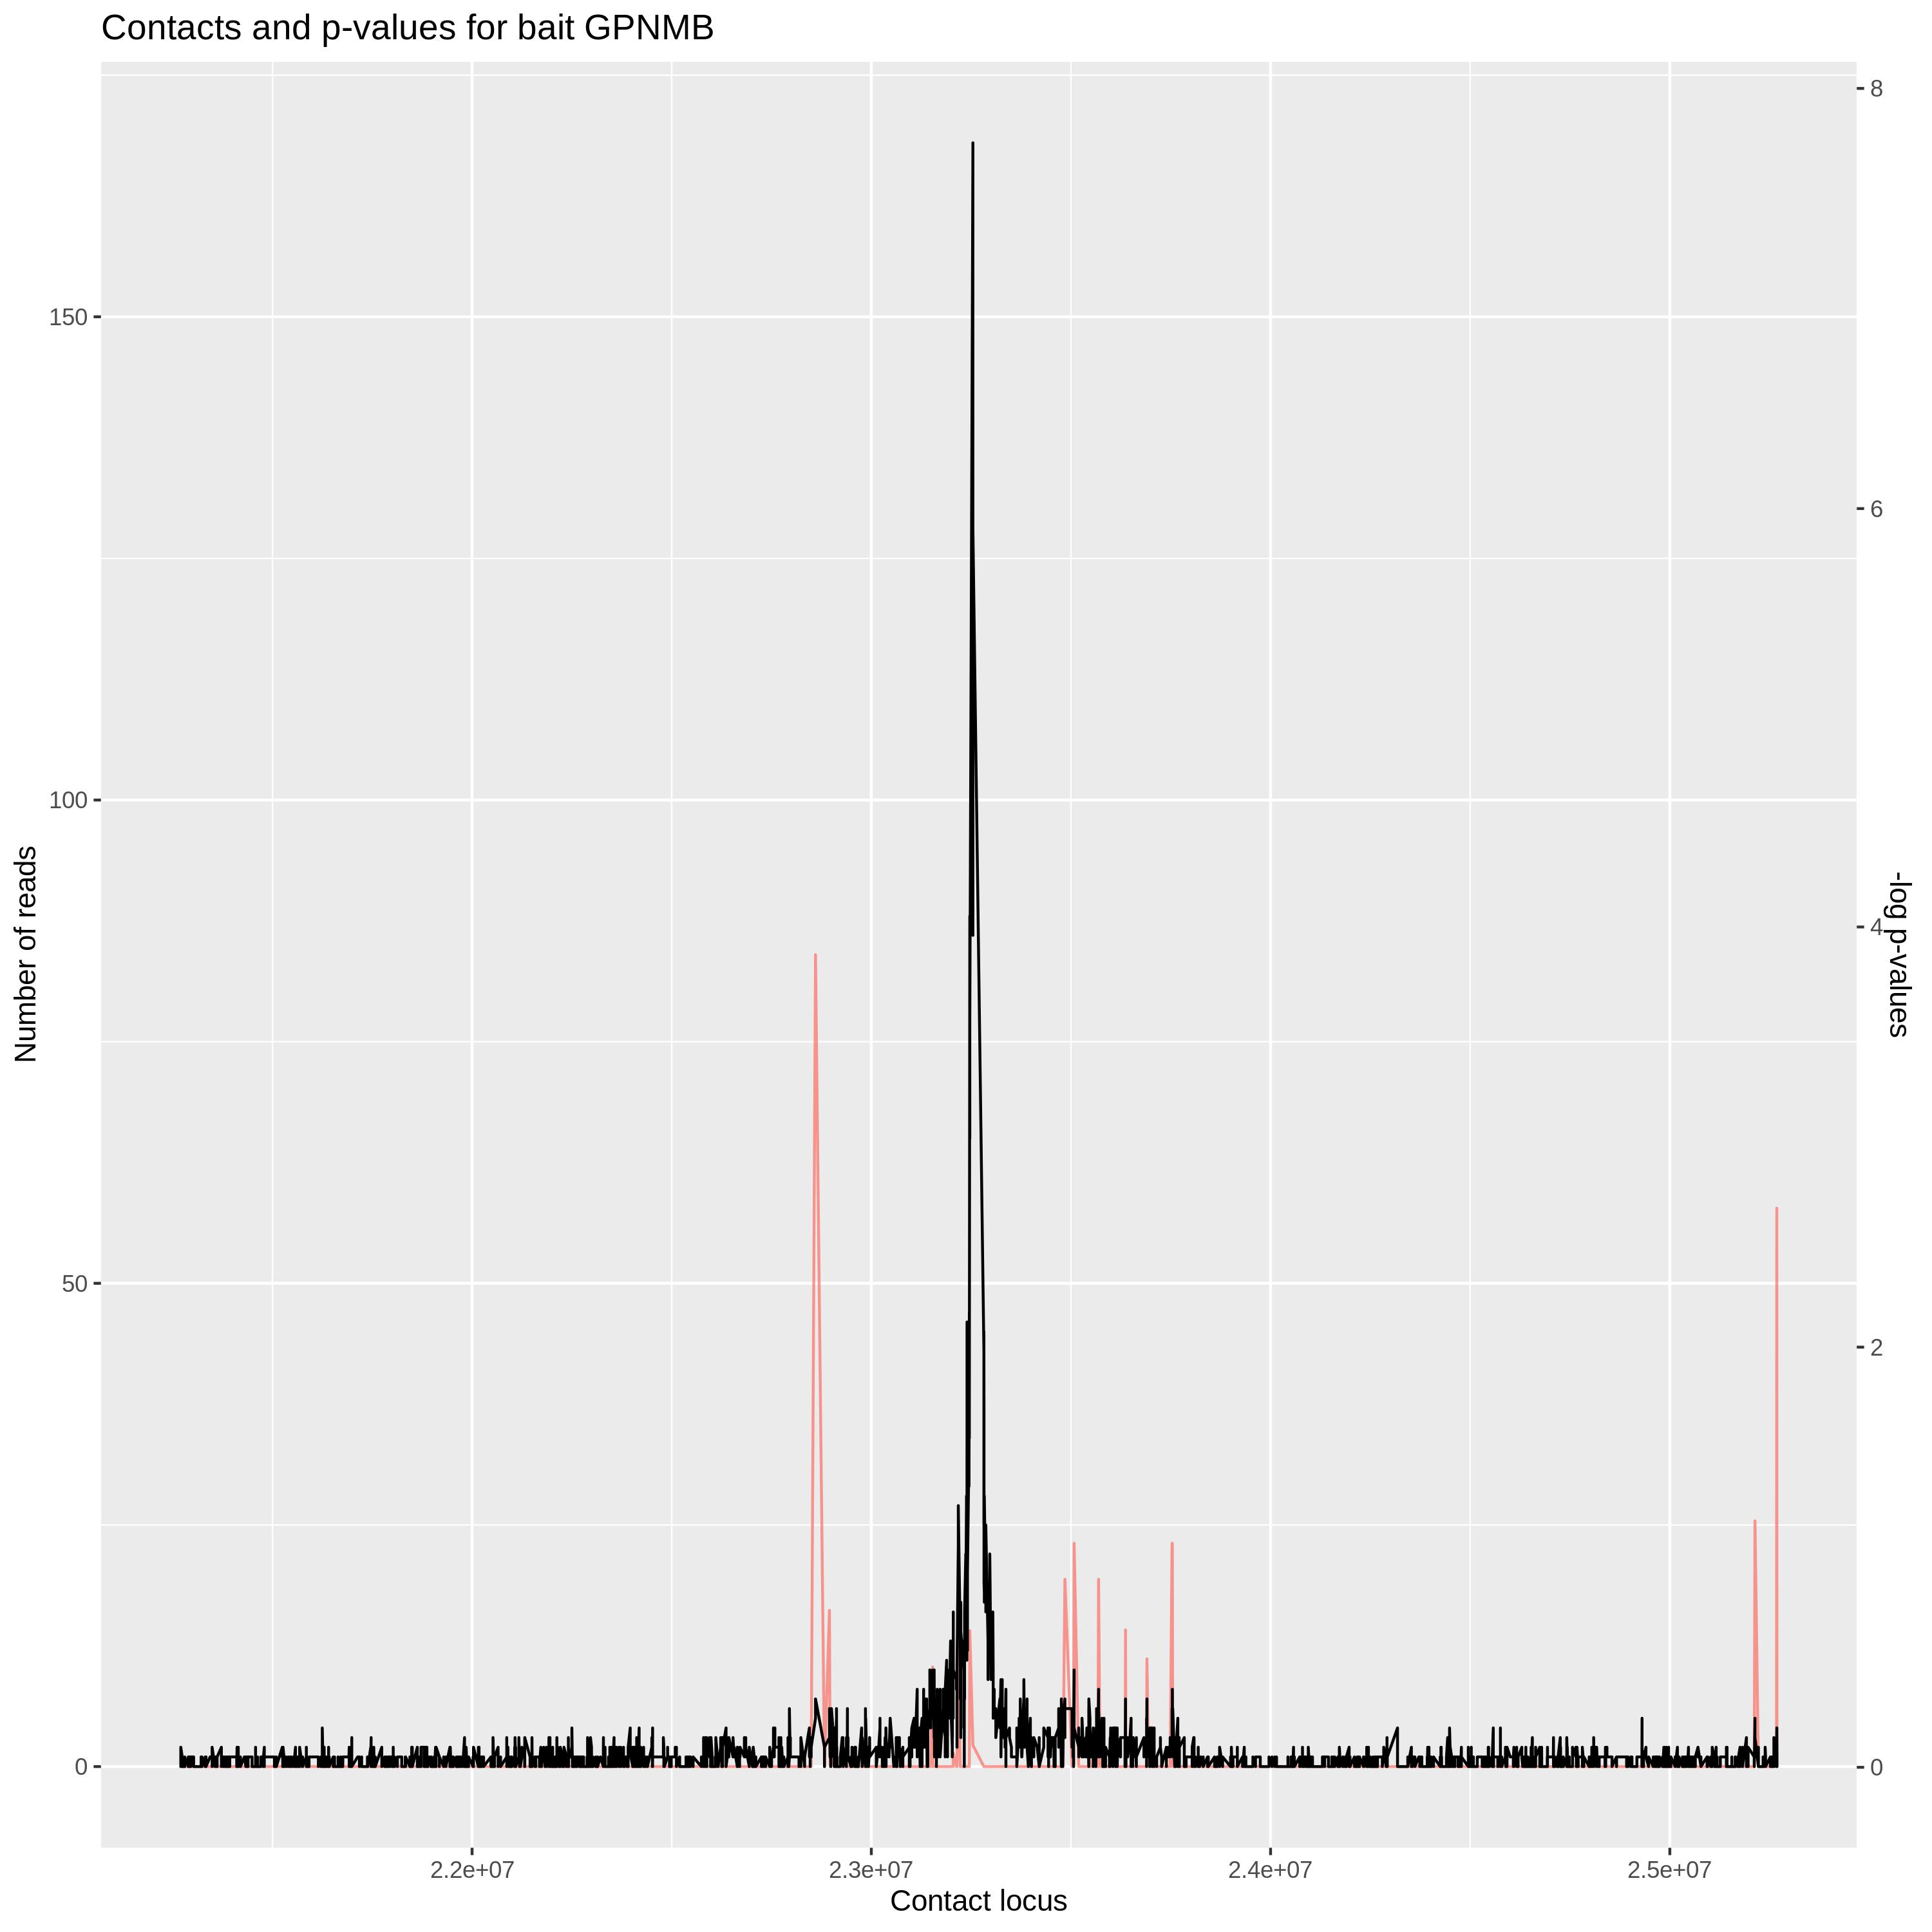 Contacts and p-values for bait GPNMB
Number of reads
150
100
50
0
8
6
4
2
0
-log p-values
2.2e+07 2.3e+07 2.4e+07 2.5e+07
Contact locus